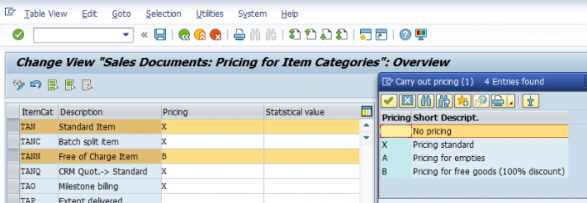 Table View Edit Goto Selection Utilities System Help
Change View "Sales Documents: Pricing for Item Categories": Overview
Carry out pricing (1) 4 Entries found
ItemCat Description Pricing Statistical value
TAN Standard Item X
TANC Batch split item X
TANN Free of Charge Item B
TANQ CRM Quot.-> Standard X
TAO Milestone billing X
TAP Extent delivered
Pricing Short Descript.
No pricing
X Pricing standard
A Pricing for empties
B Pricing for free goods (100% discount)